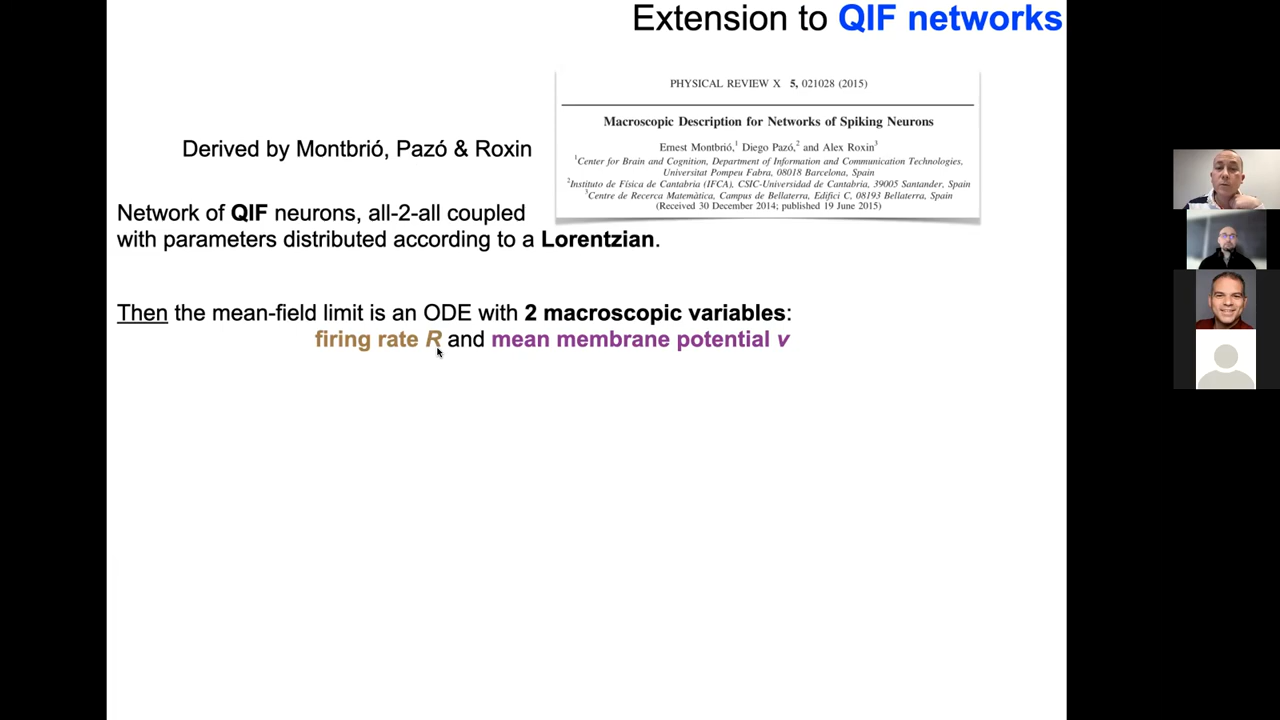 Extension to QIF networks
PHYSICAL REVIEW X 5, 021028 (2015)
Macroscopic Description for Networks of Spiking Neurons
Ernest Montbrió,1 Diego Pazó,2 and Alex Roxin3
1Center for Brain and Cognition, Department of Information and Communication Technologies,
Universitat Pompeu Fabra, 08018 Barcelona, Spain
2Instituto de Física de Cantabria (IFCA), CSIC-Universidad de Cantabria, 39005 Santander, Spain
3Centre de Recerca Matemàtica, Campus de Bellaterra, Edifici C, 08193 Bellaterra, Spain
(Received 30 December 2014; published 19 June 2015)
Derived by Montbrió, Pazó & Roxin
Network of QIF neurons, all-2-all coupled
with parameters distributed according to a Lorentzian.
Then the mean-field limit is an ODE with 2 macroscopic variables:
firing rate R and mean membrane potential v